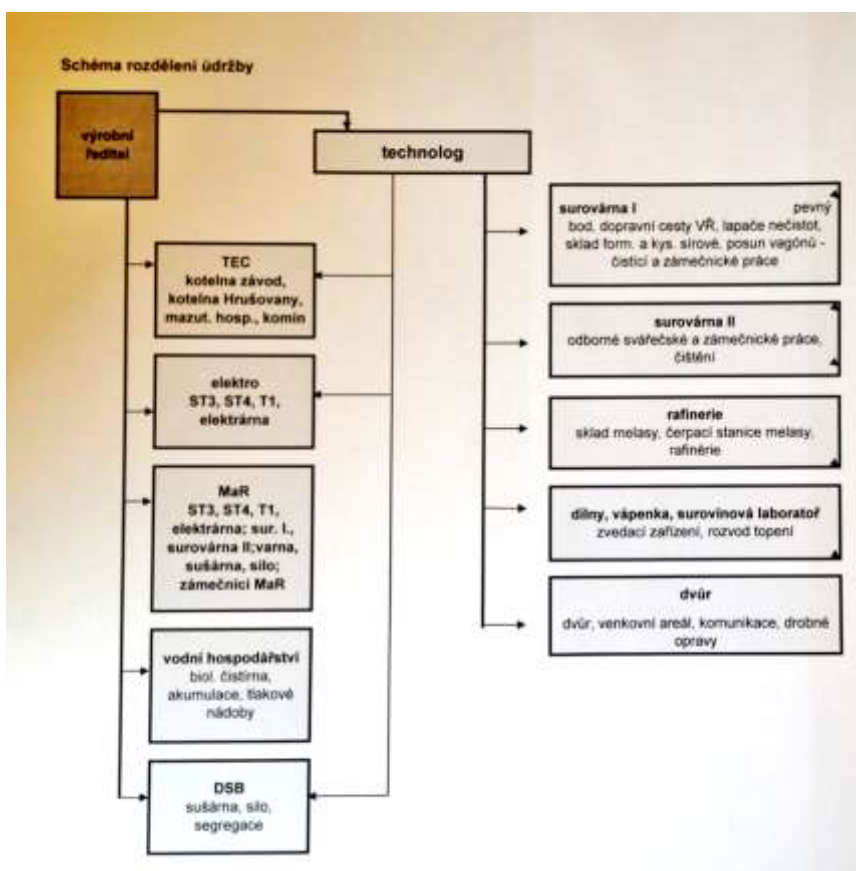 Schéma rozdělení údržby
výrobní
ředitel
technolog
TEC
kotelna závod,
kotelna Hrušovany,
mazut. hosp., komín
elektro
ST3, ST4, T1,
elektrárna
MaR
ST3, ST4, T1,
elektrárna; sur. I.,
surovárna II;varna,
sušárna, silo;
zámečníci MaR
vodní hospodářství
biol. čistírna,
akumulace, tlakové
nádoby
DSB
sušárna, silo,
segregace
surovárna I pevný
bod, dopravní cesty VŘ, lapače nečistot,
sklad form. a kys. sírové, posun vagónů -
čistící a zámečnické práce
surovárna II
odborné svářečské a zámečnické práce,
čištění
rafinerie
sklad melasy, čerpací stanice melasy,
rafinérie
dílny, vápenka, surovinová laboratoř
zvedací zařízení, rozvod topení
dvůr
dvůr, venkovní areál, komunikace, drobné
opravy